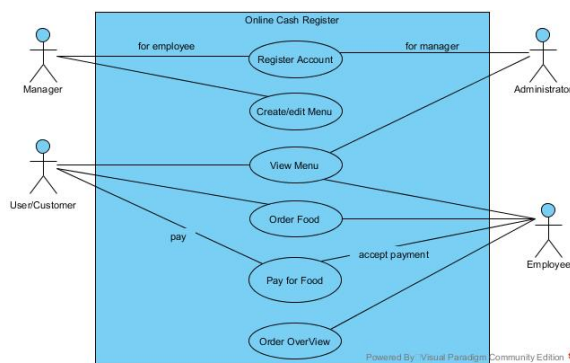 Online Cash Register
for employee
for manager
Register Account
Manager
Administrator
Create/edit Menu
View Menu
User/Customer
Order Food
pay
accept payment
Employee
Pay for Food
Order OverView
Powered By Visual Paradigm Community Edition